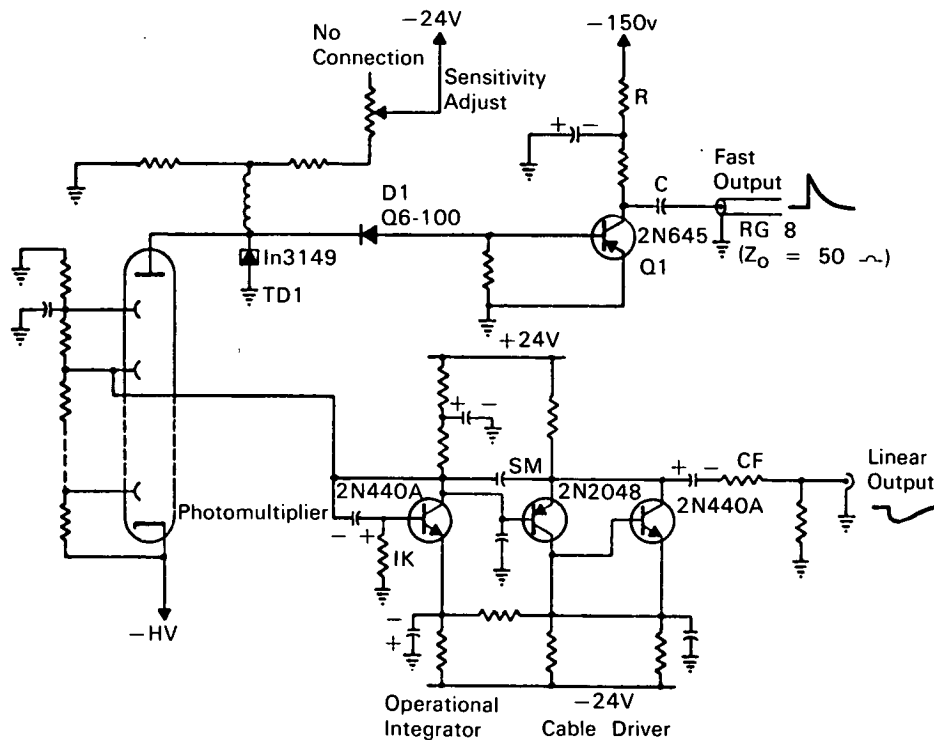 No
Connection
−24V
Sensitivity
Adjust
−150v
R
+ −
C
Fast
Output
RG 8
(Z₀ = 50 ⌢)
D1
Q6-100
2N645
Q1
In3149
TD1
+24V
+ −
SM
2N440A
2N2048
+ −
CF
2N440A
Linear
Output
Photomultiplier
− +
IK
−HV
−
+
Operational
Integrator
−24V
Cable Driver